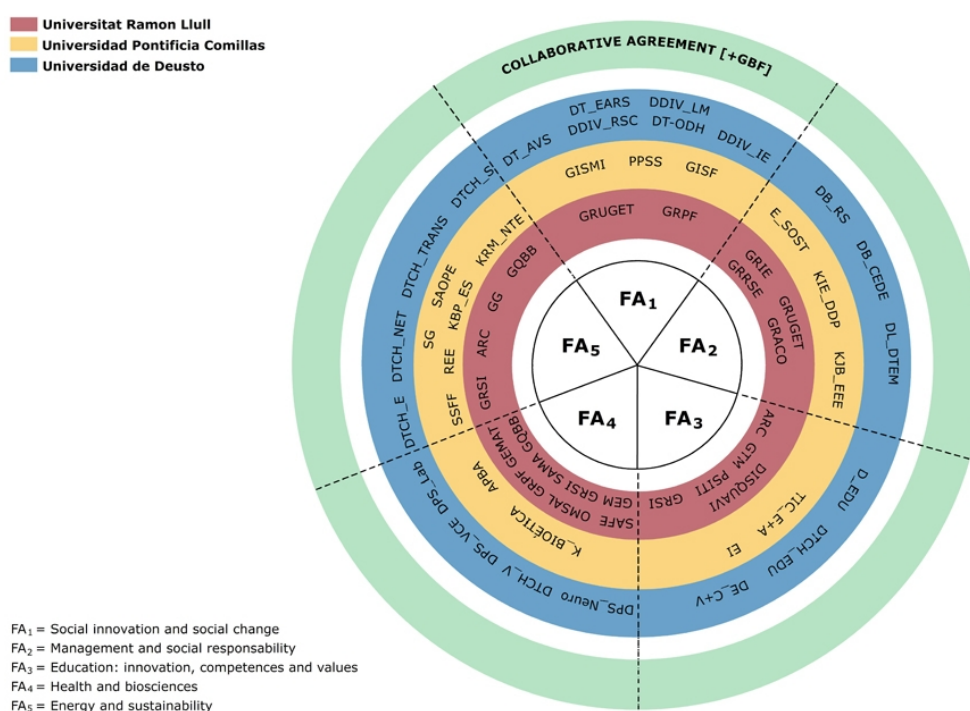 Universitat Ramon Llull
Universidad Pontificia Comillas
Universidad de Deusto
COLLABORATIVE AGREEMENT [+GBF]
DT_EARS DDIV_LM
DT_AVS DDIV_RSC DT-ODH DDIV_IE
GISMI PPSS GISF
GRUGET GRPF
FA1
DB_RS
DB_CEDE
DL_DTEM
E_SOST
KIE_DDP
KJB_EEE
GRIE
GRRSE
GRUGET
GRACO
FA2
D_EDU
DTCH_EDU
DE_C+V
TIC_E+A
EI
ARC GTM PSITI GRSI
DISQUAVI
FA3
DPS_Lab
DPS_VCE
DTCH_V
DPS_Neuro
APBA
K_BIOÉTICA
GQBB SAMA GRSI GEM
GEMAT GRPF OMSAL SAFE
FA4
DTCH_S
DTCH_TRANS
DTCH_NET
DTCH_E
KRM_NTE
SAOPE
KBP_ES
SG
REE
SSFF
GQBB
GG
ARC
GRSI
FA5
FA1 = Social innovation and social change
FA2 = Management and social responsability
FA3 = Education: innovation, competences and values
FA4 = Health and biosciences
FA5 = Energy and sustainability